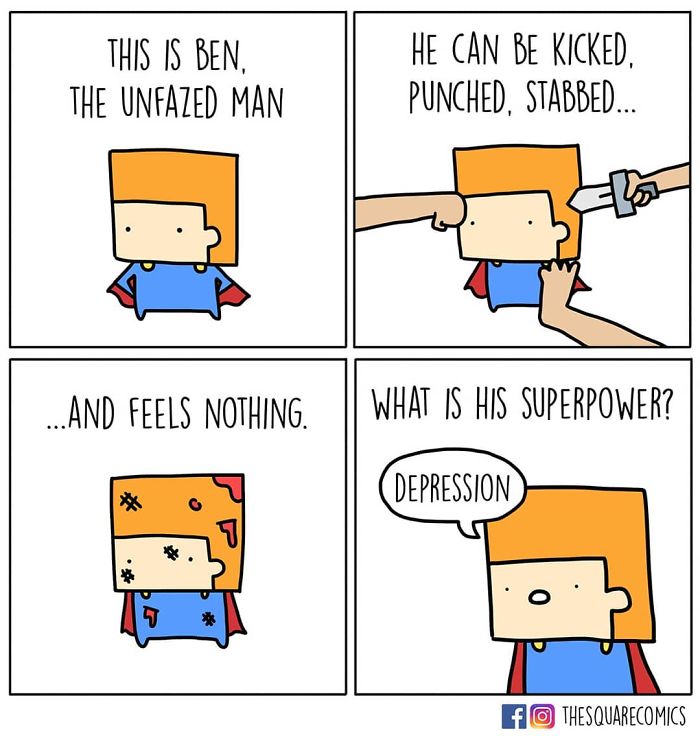 THIS IS BEN,
THE UNFAZED MAN
HE CAN BE KICKED,
PUNCHED, STABBED...
...AND FEELS NOTHING.
WHAT IS HIS SUPERPOWER?
DEPRESSION
THESQUARECOMICS